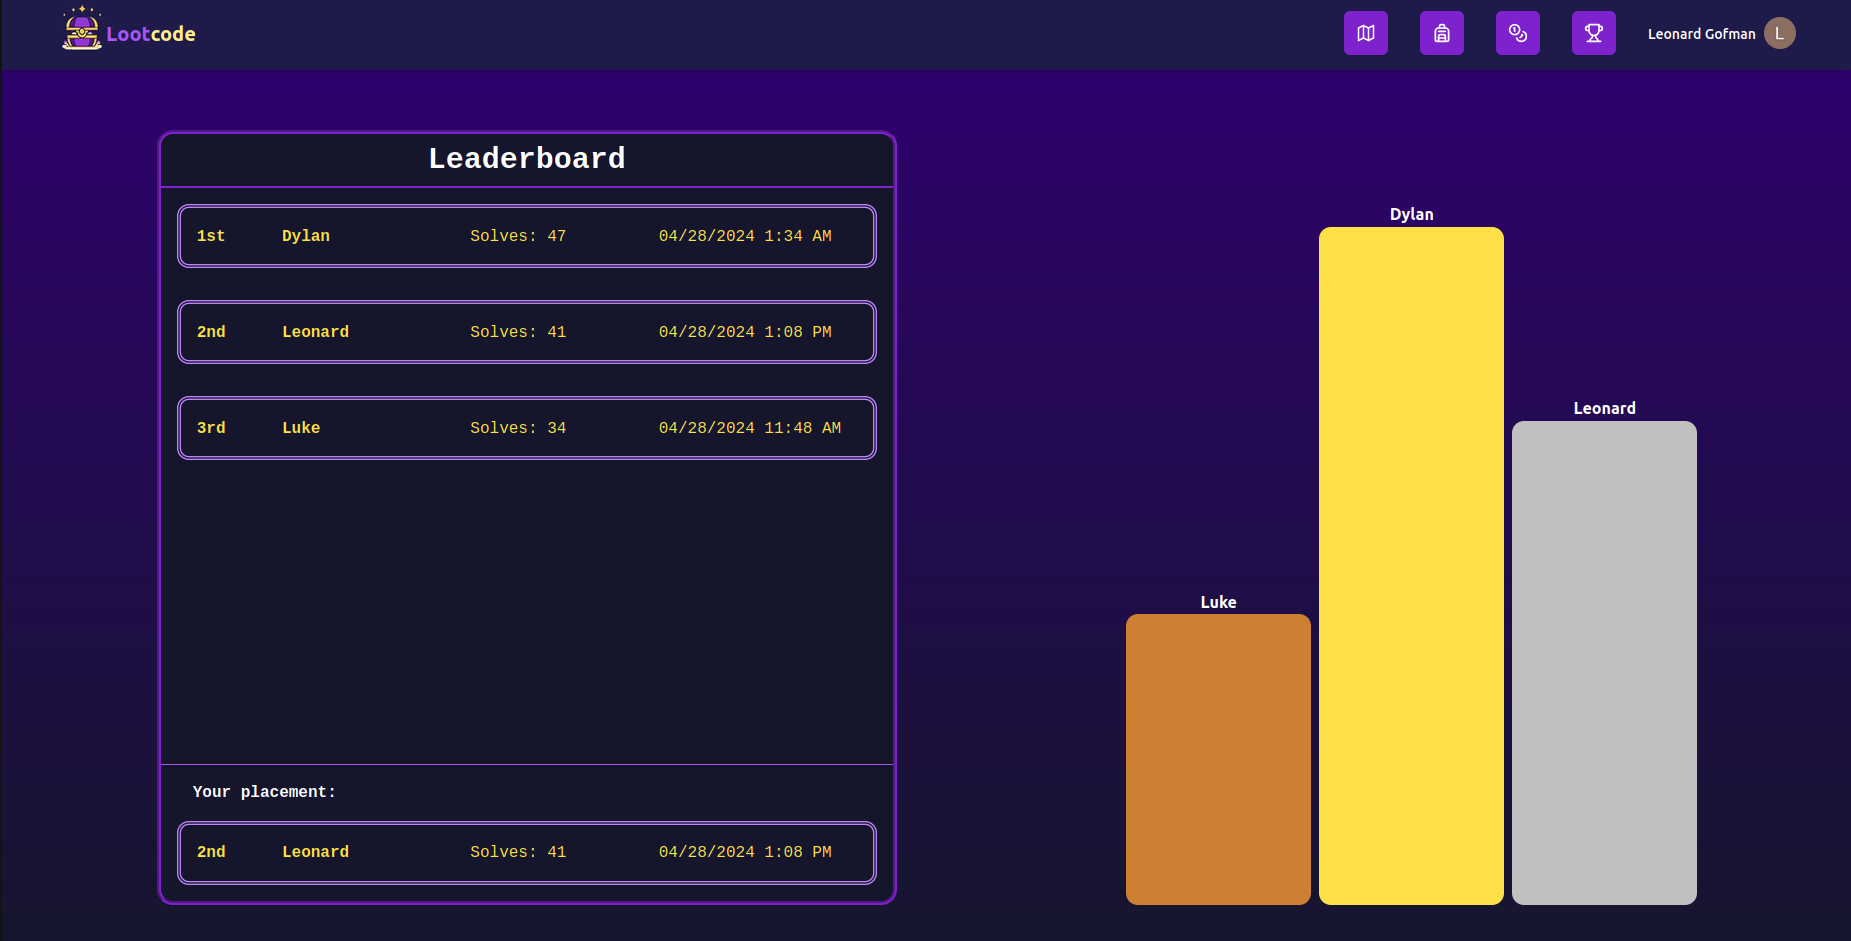 Lootcode
Leonard Gofman L
Leaderboard
1st Dylan Solves: 47 04/28/2024 1:34 AM
2nd Leonard Solves: 41 04/28/2024 1:08 PM
3rd Luke Solves: 34 04/28/2024 11:48 AM
Your placement:
2nd Leonard Solves: 41 04/28/2024 1:08 PM
Dylan
Leonard
Luke